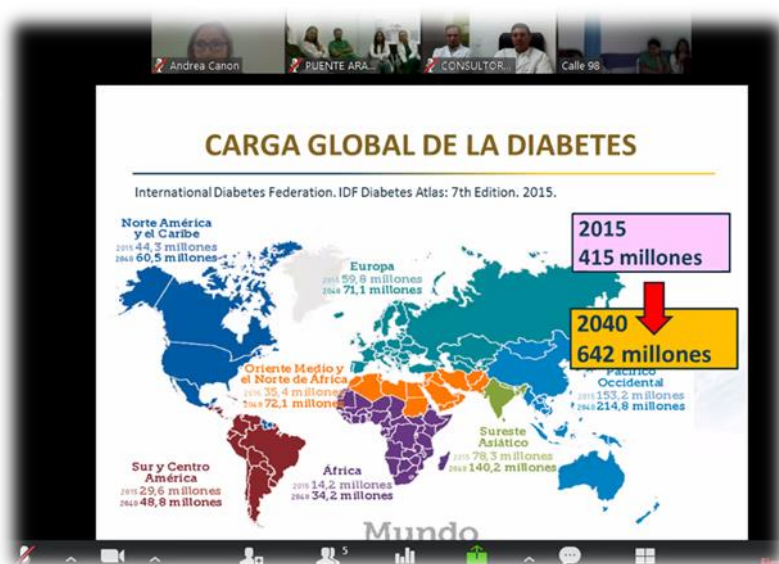 Andrea Canon
PUENTE ARA...
CONSULTOR...
Calle 98
CARGA GLOBAL DE LA DIABETES
International Diabetes Federation. IDF Diabetes Atlas: 7th Edition. 2015.
Norte América
y el Caribe
2015 44,3 millones
2040 60,5 millones
Europa
2015 59,8 millones
2040 71,1 millones
2015
415 millones
2040
642 millones
Oriente Medio y
el Norte de África
2015 35,4 millones
2040 72,1 millones
Pacífico
Occidental
2015 153,2 millones
2040 214,8 millones
Sureste
Asiático
2015 78,3 millones
2040 140,2 millones
Sur y Centro
América
2015 29,6 millones
2040 48,8 millones
África
2015 14,2 millones
2040 34,2 millones
Mundo
5